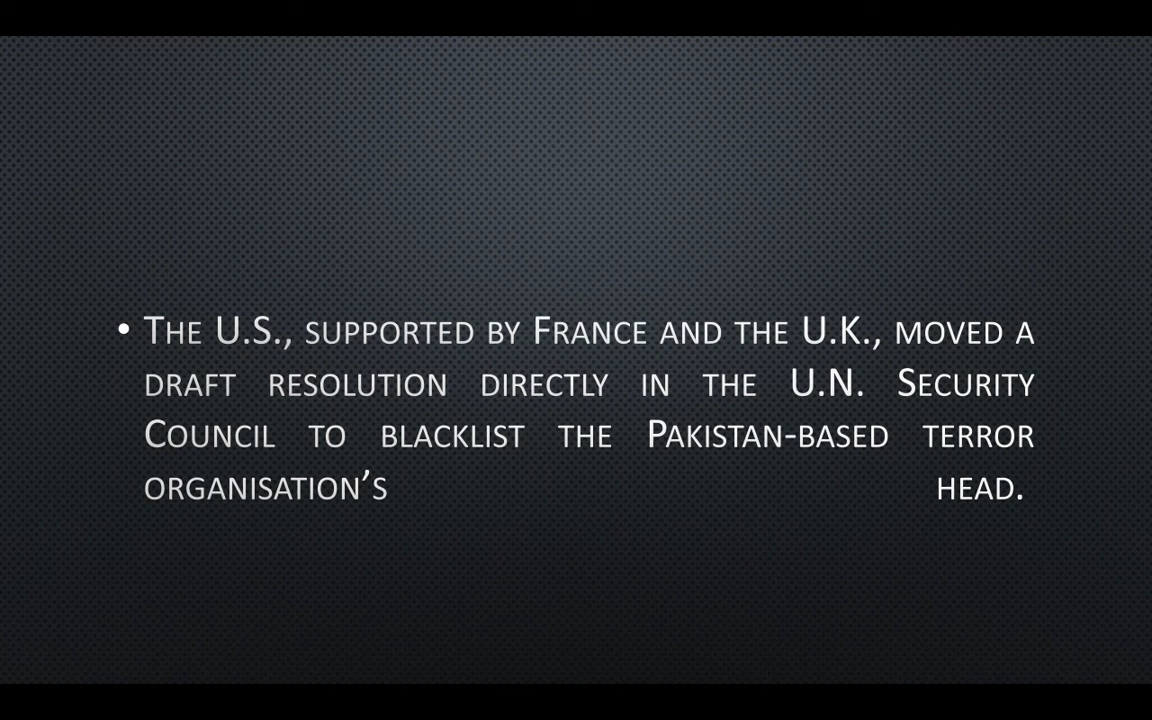 • The U.S., supported by France and the U.K., moved a
draft resolution directly in the U.N. Security
Council to blacklist the Pakistan-based terror
organisation’s head.